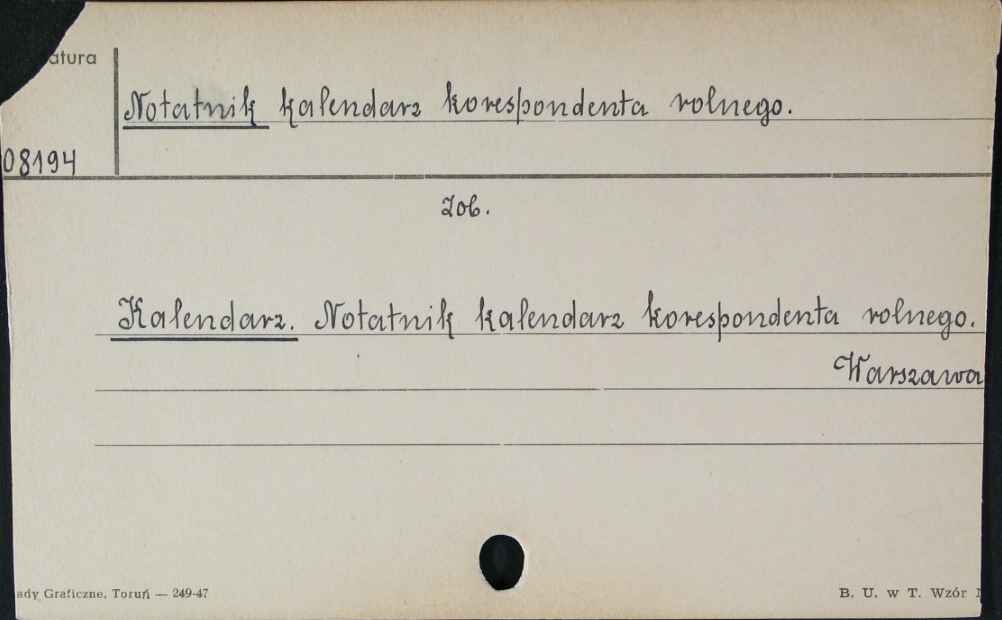 atura
Notatnik kalendarz korespondenta rolnego.
08194
Zob.
Kalendarz. Notatnik kalendarz korespondenta rolnego.
Warszawa
ady Graficzne, Toruń — 249-47
B. U. w T. Wzór